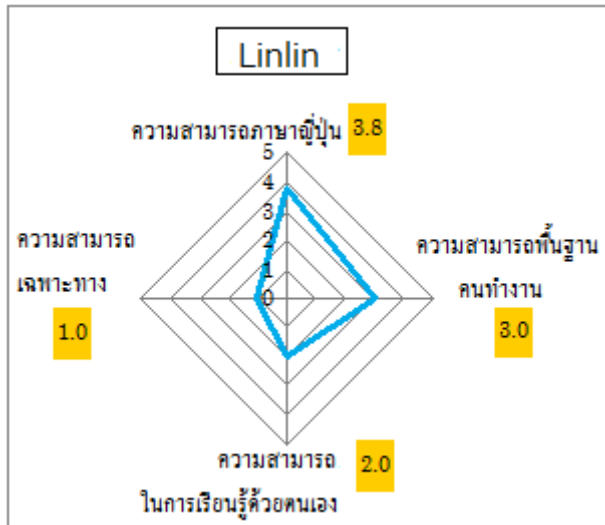 Linlin
ความสามารถภาษาญี่ปุ่น 3.8
5
4
3
2
1
0
ความสามารถ
เฉพาะทาง
1.0
ความสามารถพื้นฐาน
คนทำงาน
3.0
ความสามารถ 2.0
ในการเรียนรู้ด้วยตนเอง